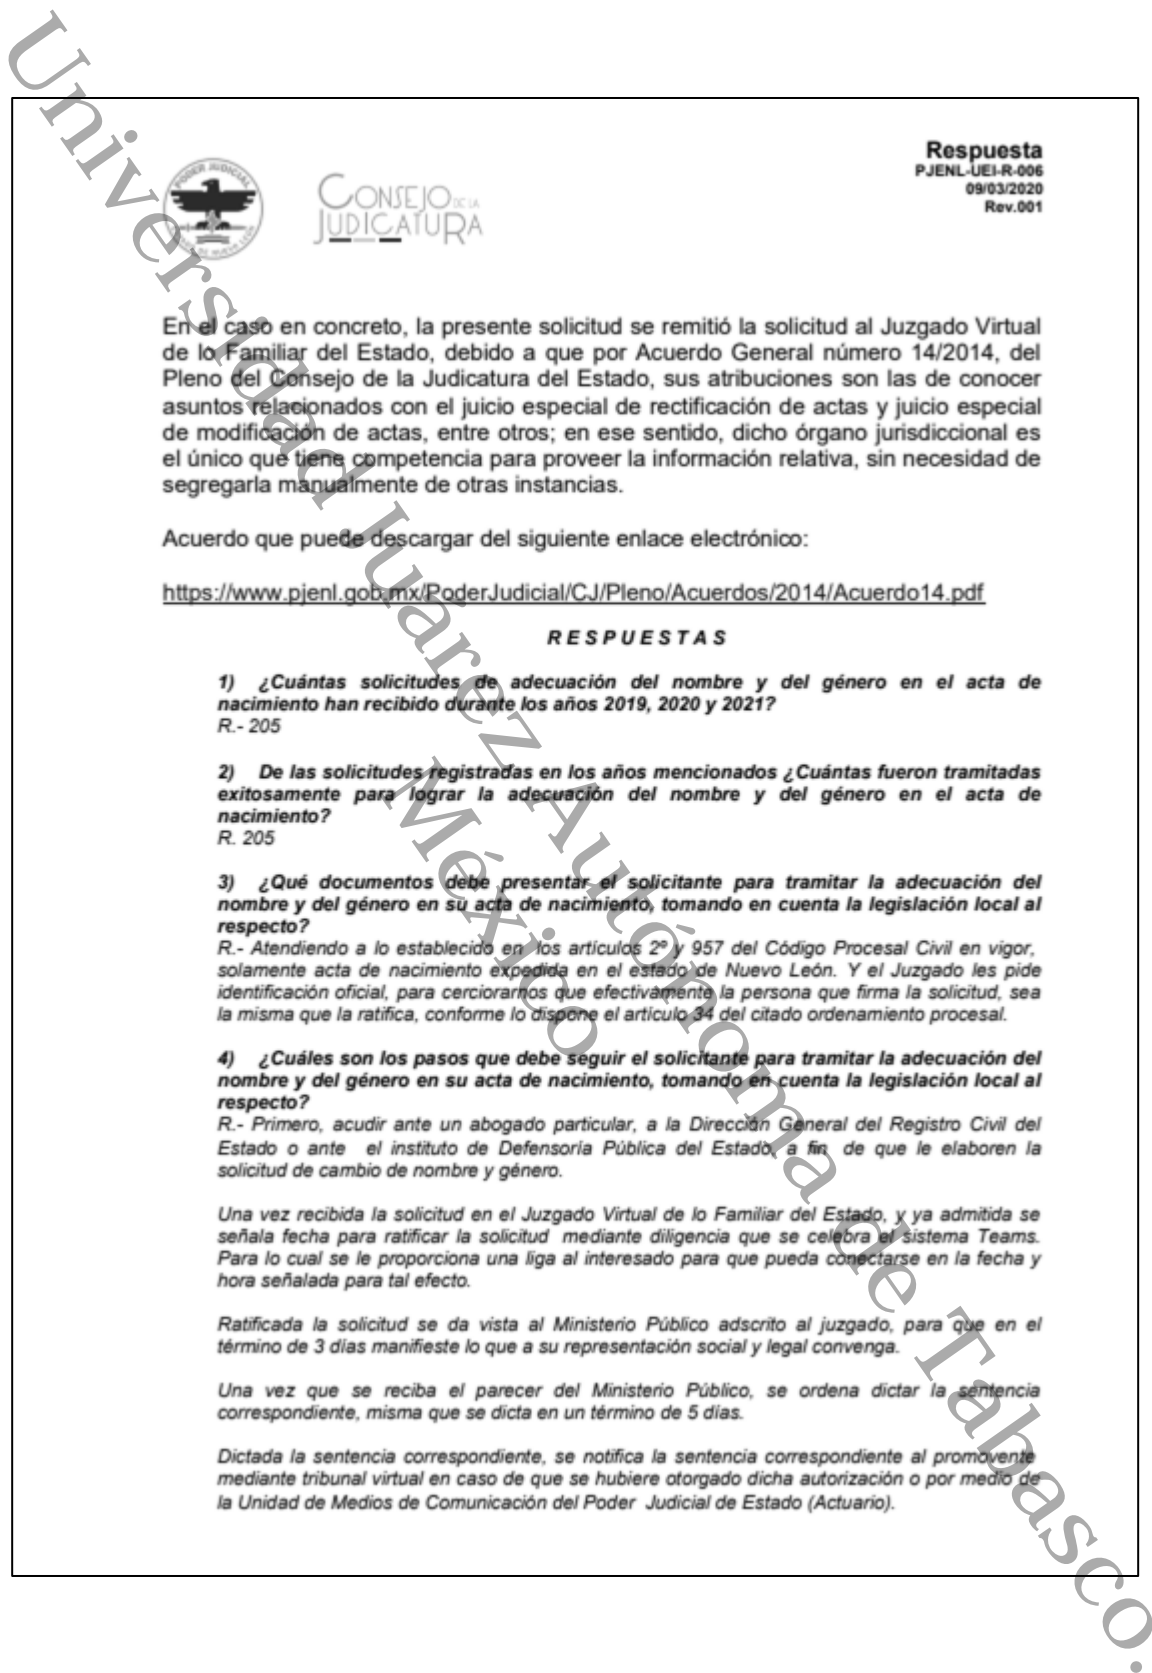 Respuesta
PJENL-UEI-R-006
09/03/2020
Rev.001
PODER JUDICIAL
CONSEJO DE LA
JUDICATURA
En el caso en concreto, la presente solicitud se remitió la solicitud al Juzgado Virtual
de lo Familiar del Estado, debido a que por Acuerdo General número 14/2014, del
Pleno del Consejo de la Judicatura del Estado, sus atribuciones son las de conocer
asuntos relacionados con el juicio especial de rectificación de actas y juicio especial
de modificación de actas, entre otros; en ese sentido, dicho órgano jurisdiccional es
el único que tiene competencia para proveer la información relativa, sin necesidad de
segregarla manualmente de otras instancias.
Acuerdo que puede descargar del siguiente enlace electrónico:
https://www.pjenl.gob.mx/PoderJudicial/CJ/Pleno/Acuerdos/2014/Acuerdo14.pdf
R E S P U E S T A S
1) ¿Cuántas solicitudes de adecuación del nombre y del género en el acta de
nacimiento han recibido durante los años 2019, 2020 y 2021?
R.- 205
2) De las solicitudes registradas en los años mencionados ¿Cuántas fueron tramitadas
exitosamente para lograr la adecuación del nombre y del género en el acta de
nacimiento?
R. 205
3) ¿Qué documentos debe presentar el solicitante para tramitar la adecuación del
nombre y del género en su acta de nacimiento, tomando en cuenta la legislación local al
respecto?
R.- Atendiendo a lo establecido en los artículos 2º y 957 del Código Procesal Civil en vigor,
solamente acta de nacimiento expedida en el estado de Nuevo León. Y el Juzgado les pide
identificación oficial, para cerciorarnos que efectivamente la persona que firma la solicitud, sea
la misma que la ratifica, conforme lo dispone el artículo 34 del citado ordenamiento procesal.
4) ¿Cuáles son los pasos que debe seguir el solicitante para tramitar la adecuación del
nombre y del género en su acta de nacimiento, tomando en cuenta la legislación local al
respecto?
R.- Primero, acudir ante un abogado particular, a la Dirección General del Registro Civil del
Estado o ante el instituto de Defensoría Pública del Estado, a fin de que le elaboren la
solicitud de cambio de nombre y género.
Una vez recibida la solicitud en el Juzgado Virtual de lo Familiar del Estado, y ya admitida se
señala fecha para ratificar la solicitud mediante diligencia que se celebra el sistema Teams.
Para lo cual se le proporciona una liga al interesado para que pueda conectarse en la fecha y
hora señalada para tal efecto.
Ratificada la solicitud se da vista al Ministerio Público adscrito al juzgado, para que en el
término de 3 días manifieste lo que a su representación social y legal convenga.
Una vez que se reciba el parecer del Ministerio Público, se ordena dictar la sentencia
correspondiente, misma que se dicta en un término de 5 días.
Dictada la sentencia correspondiente, se notifica la sentencia correspondiente al promovente
mediante tribunal virtual en caso de que se hubiere otorgado dicha autorización o por medio de
la Unidad de Medios de Comunicación del Poder Judicial de Estado (Actuario).
Universidad Juárez Autónoma de Tabasco.
México